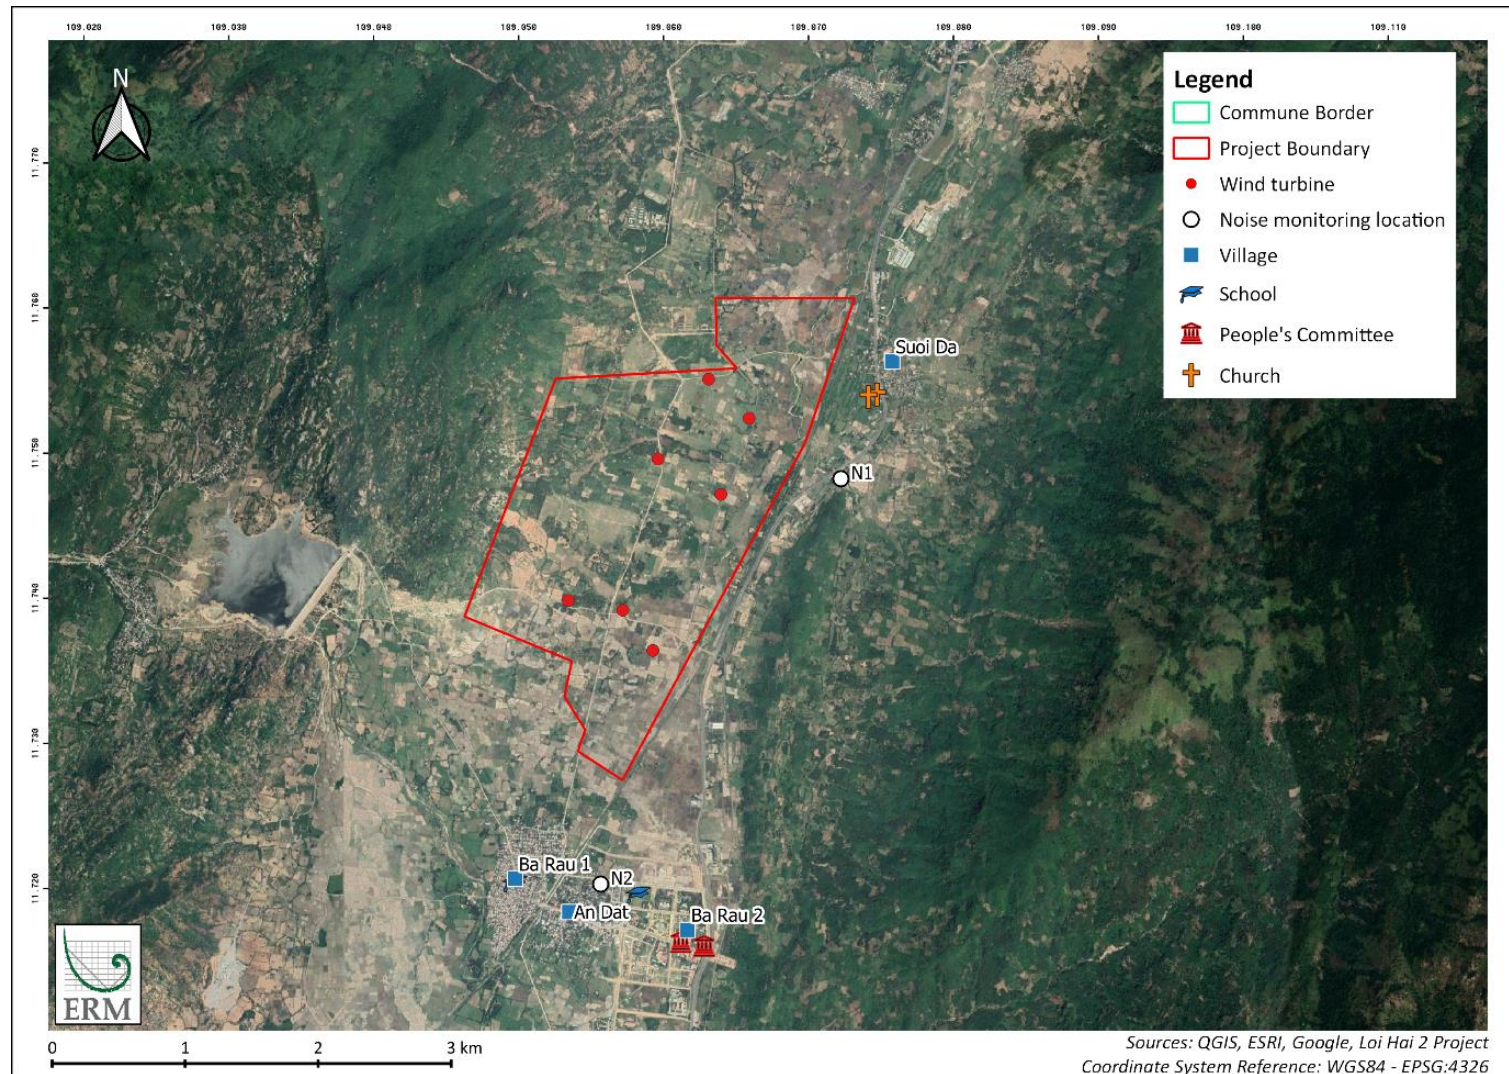 109.020 109.030 109.040 109.050 109.060 109.070 109.080 109.090 109.100 109.110
N
Legend
Commune Border
Project Boundary
Wind turbine
Noise monitoring location
Village
School
People's Committee
Church
11.770
11.760
11.750
11.740
11.730
11.720
Suoi Da
N1
Ba Rau 1
N2
An Dat
Ba Rau 2
ERM
0 1 2 3 km
Sources: QGIS, ESRI, Google, Loi Hai 2 Project
Coordinate System Reference: WGS84 - EPSG:4326